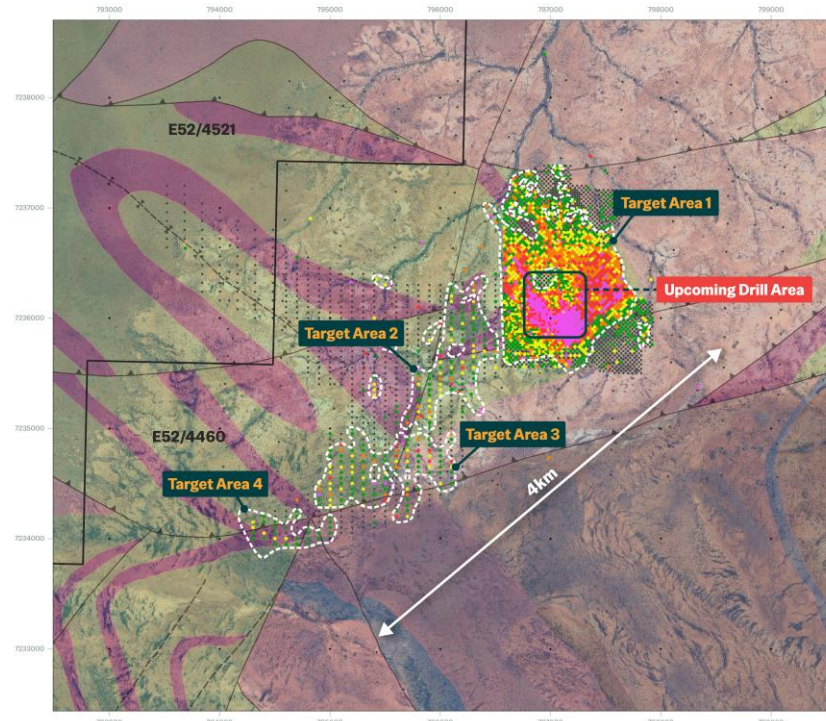 793000 794000 795000 796000 797000 798000 799000
7238000
E52/4521
7237000
Target Area 1
Upcoming Drill Area
7236000
Target Area 2
7235000
E52/4460
Target Area 3
4km
Target Area 4
7234000
7233000